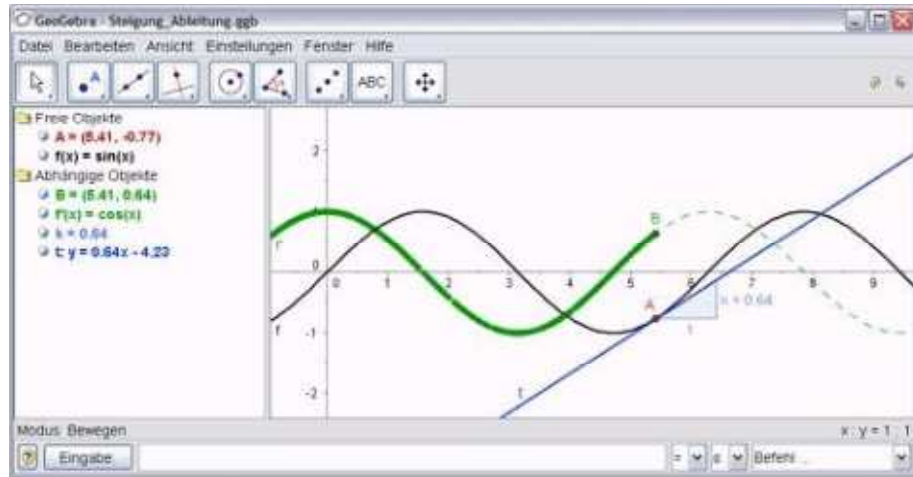 GeoGebra - Steigung_Ableitung.ggb
Datei Bearbeiten Ansicht Einstellungen Fenster Hilfe
A
ABC
Freie Objekte
A = (5.41, -0.77)
f(x) = sin(x)
Abhängige Objekte
B = (5.41, 0.64)
f'(x) = cos(x)
k = 0.64
t: y = 0.64x - 4.23
2
1
0
-1
-2
0 1 2 3 4 5 6 7 8 9
f'
f
B
A
k = 0.64
1
t
Modus: Bewegen
x : y = 1 : 1
? Eingabe
= α Befehl ...